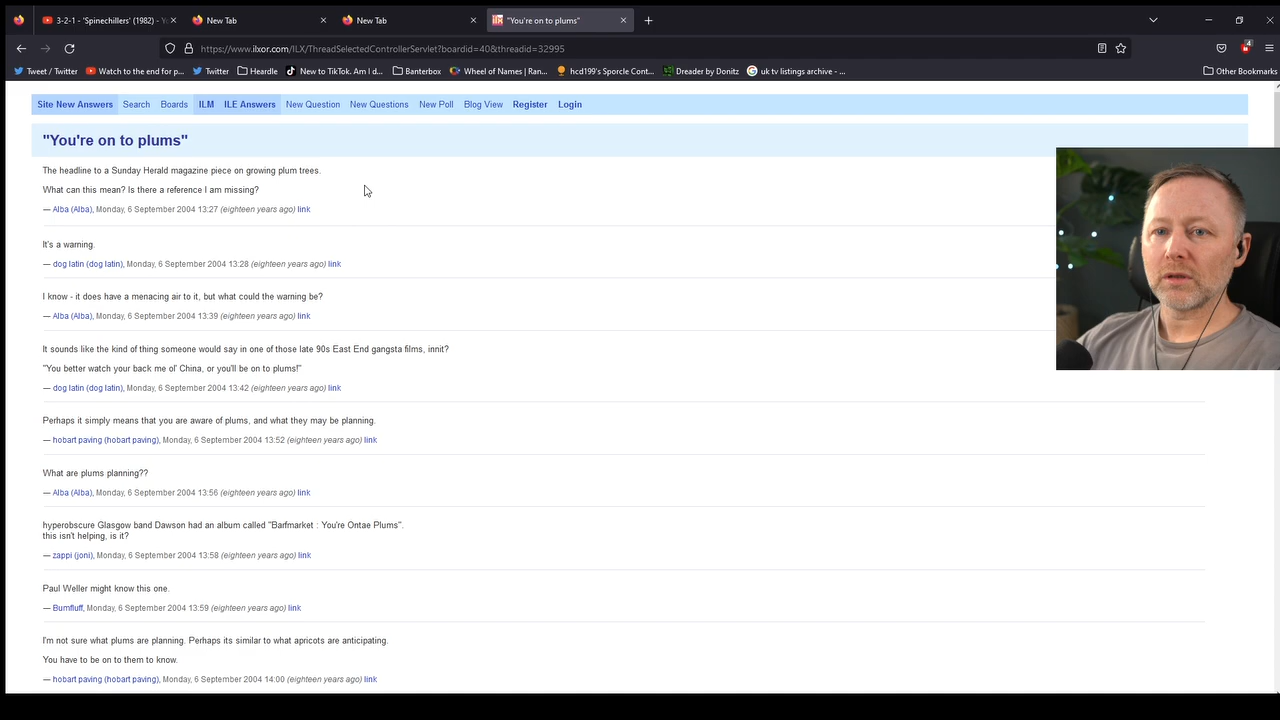 3-2-1 - 'Spinechillers' (1982) - Y
New Tab
New Tab
"You're on to plums"
https://www.ilxor.com/ILX/ThreadSelectedControllerServlet?boardid=40&threadid=32995
4
Tweet / Twitter
Watch to the end for p...
Twitter
Heardle
New to TikTok. Am I d...
Banterbox
Wheel of Names | Ran...
hcd199's Sporcle Cont...
Dreader by Donitz
uk tv listings archive - ...
Other Bookmarks
Site New Answers Search Boards ILM ILE Answers New Question New Questions New Poll Blog View Register Login
"You're on to plums"
The headline to a Sunday Herald magazine piece on growing plum trees.
What can this mean? Is there a reference I am missing?
— Alba (Alba), Monday, 6 September 2004 13:27 (eighteen years ago) link
It's a warning.
— dog latin (dog latin), Monday, 6 September 2004 13:28 (eighteen years ago) link
I know - it does have a menacing air to it, but what could the warning be?
— Alba (Alba), Monday, 6 September 2004 13:39 (eighteen years ago) link
It sounds like the kind of thing someone would say in one of those late 90s East End gangsta films, innit?
"You better watch your back me ol' China, or you'll be on to plums!"
— dog latin (dog latin), Monday, 6 September 2004 13:42 (eighteen years ago) link
Perhaps it simply means that you are aware of plums, and what they may be planning.
— hobart paving (hobart paving), Monday, 6 September 2004 13:52 (eighteen years ago) link
What are plums planning??
— Alba (Alba), Monday, 6 September 2004 13:56 (eighteen years ago) link
hyperobscure Glasgow band Dawson had an album called "Barfmarket : You're Ontae Plums".
this isn't helping, is it?
— zappi (joni), Monday, 6 September 2004 13:58 (eighteen years ago) link
Paul Weller might know this one.
— Bumfluff, Monday, 6 September 2004 13:59 (eighteen years ago) link
I'm not sure what plums are planning. Perhaps its similar to what apricots are anticipating.
You have to be on to them to know.
— hobart paving (hobart paving), Monday, 6 September 2004 14:00 (eighteen years ago) link